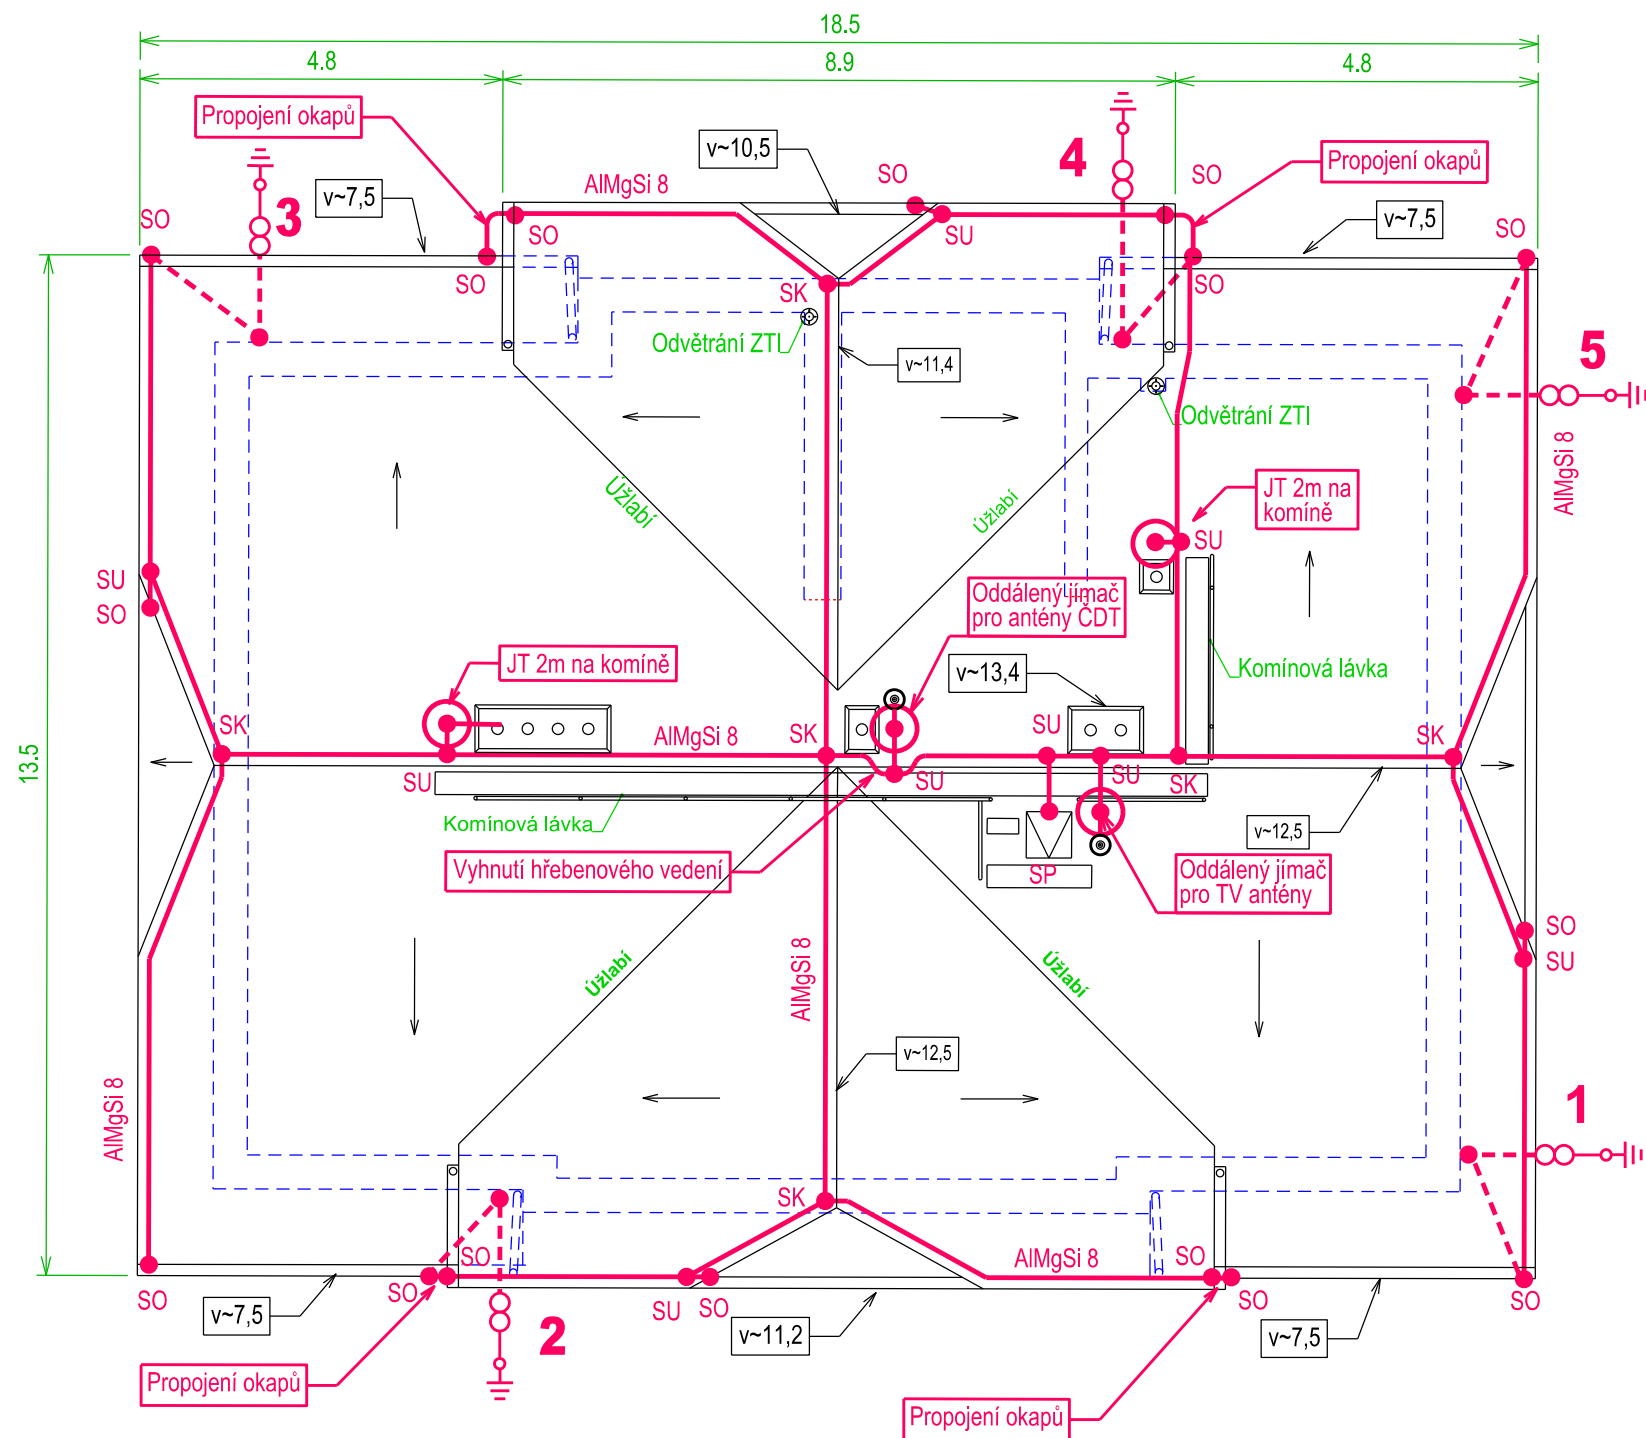 18.5
4.8
8.9
4.8
Propojení okapů
v~10,5
4
SO
SO
Propojení okapů
AlMgSi 8
v~7,5
3
v~7,5
SO
SO
SU
SO
SO
SO
SK
Odvětrání ZTI
v~11,4
5
Odvětrání ZTI
AlMgSi 8
Úžlabí
Úžlabí
JT 2m na
komíně
SU
SU
SO
Oddálený jímač
pro antény ČDT
JT 2m na komíně
v~13,4
Komínová lávka
13.5
SK
AlMgSi 8
SK
SU
SK
SU
SU
SU
SK
Komínová lávka
v~12,5
Vyhnutí hřebenového vedení
SP
Oddálený jímač
pro TV antény
SO
SU
AlMgSi 8
Úžlabí
Úžlabí
v~12,5
AlMgSi 8
1
SK
SO
AlMgSi 8
SO
SO
SO
SU
SO
SO
SO
v~7,5
2
v~11,2
v~7,5
Propojení okapů
Propojení okapů